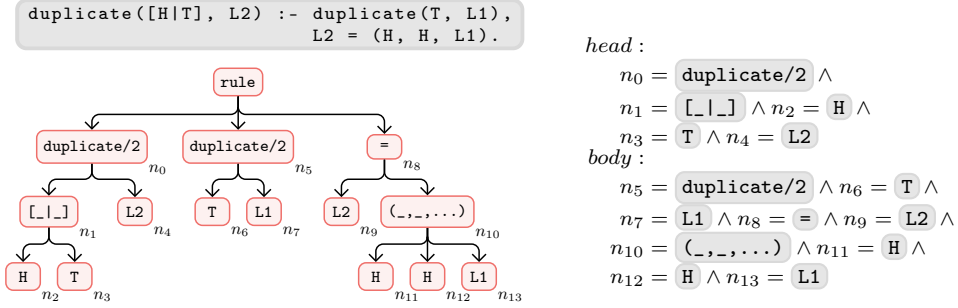 duplicate([H|T], L2) :- duplicate(T, L1),
L2 = (H, H, L1).
rule
duplicate/2 n0 duplicate/2 n5 = n8
[_|_] n1 L2 n4 T n6 L1 n7 L2 n9 (_,_,...) n10
H n2 T n3 H n11 H n12 L1 n13
head :
n0 = duplicate/2 ∧
n1 = [_|_] ∧ n2 = H ∧
n3 = T ∧ n4 = L2
body :
n5 = duplicate/2 ∧ n6 = T ∧
n7 = L1 ∧ n8 = = ∧ n9 = L2 ∧
n10 = (_,_,...) ∧ n11 = H ∧
n12 = H ∧ n13 = L1